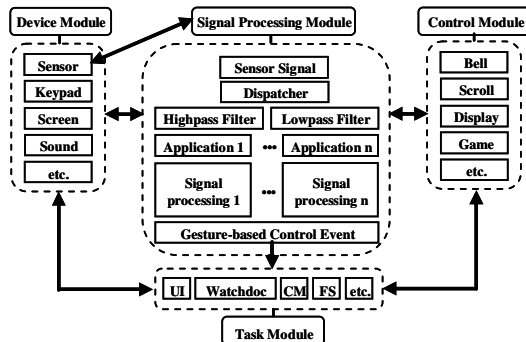 Device Module
Signal Processing Module
Control Module
Sensor
Keypad
Screen
Sound
etc.
Sensor Signal
Dispatcher
Highpass Filter
Lowpass Filter
Application 1
•••
Application n
Signal
processing 1
•••
Signal
processing n
Gesture-based Control Event
Bell
Scroll
Display
Game
etc.
UI
Watchdoc
CM
FS
etc.
Task Module